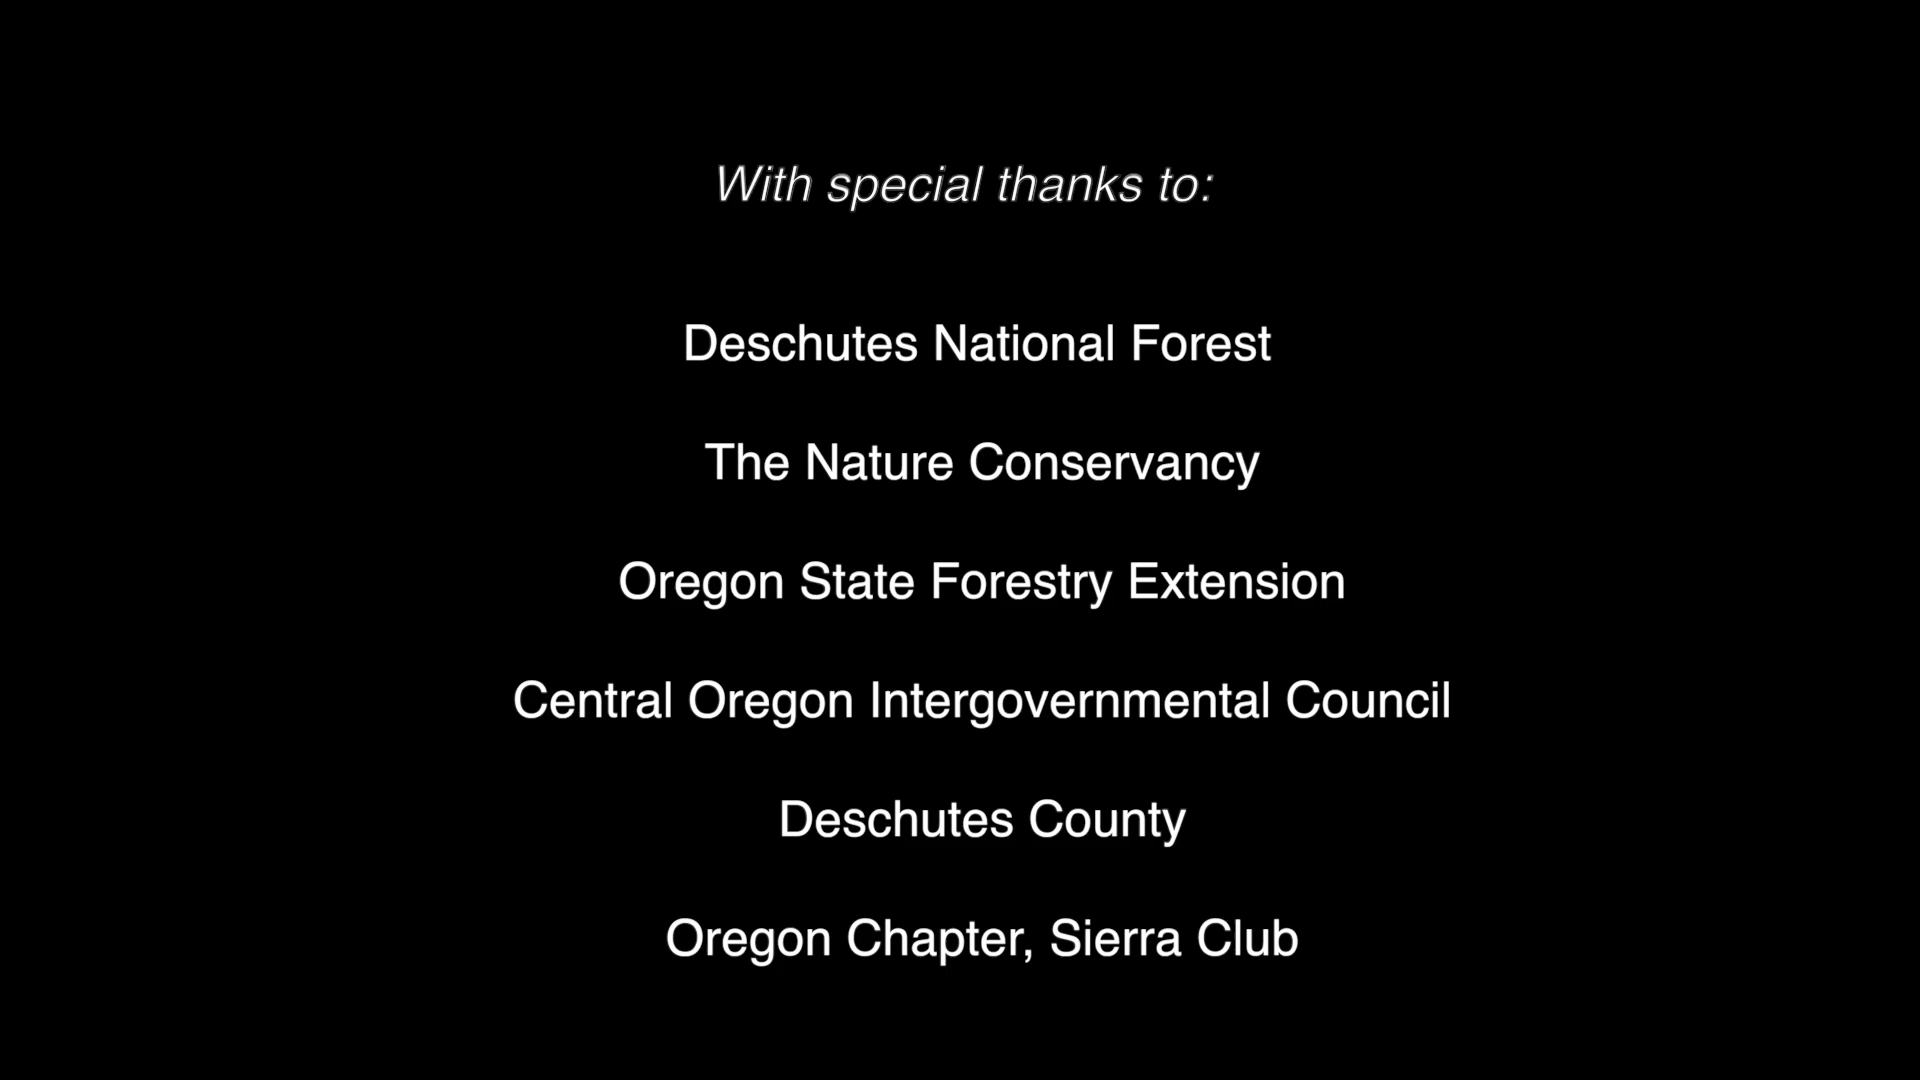 With special thanks to:
Deschutes National Forest
The Nature Conservancy
Oregon State Forestry Extension
Central Oregon Intergovernmental Council
Deschutes County
Oregon Chapter, Sierra Club